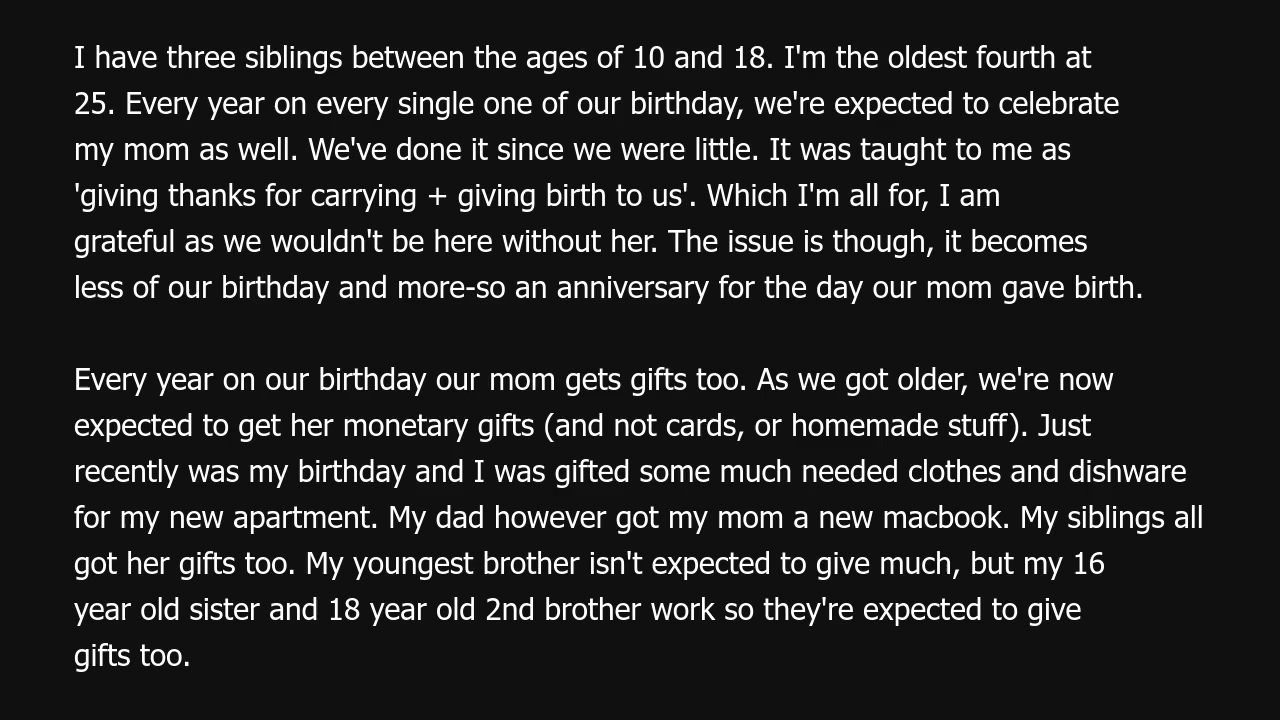 I have three siblings between the ages of 10 and 18. I'm the oldest fourth at
25. Every year on every single one of our birthday, we're expected to celebrate
my mom as well. We've done it since we were little. It was taught to me as
'giving thanks for carrying + giving birth to us'. Which I'm all for, I am
grateful as we wouldn't be here without her. The issue is though, it becomes
less of our birthday and more-so an anniversary for the day our mom gave birth.
Every year on our birthday our mom gets gifts too. As we got older, we're now
expected to get her monetary gifts (and not cards, or homemade stuff). Just
recently was my birthday and I was gifted some much needed clothes and dishware
for my new apartment. My dad however got my mom a new macbook. My siblings all
got her gifts too. My youngest brother isn't expected to give much, but my 16
year old sister and 18 year old 2nd brother work so they're expected to give
gifts too.